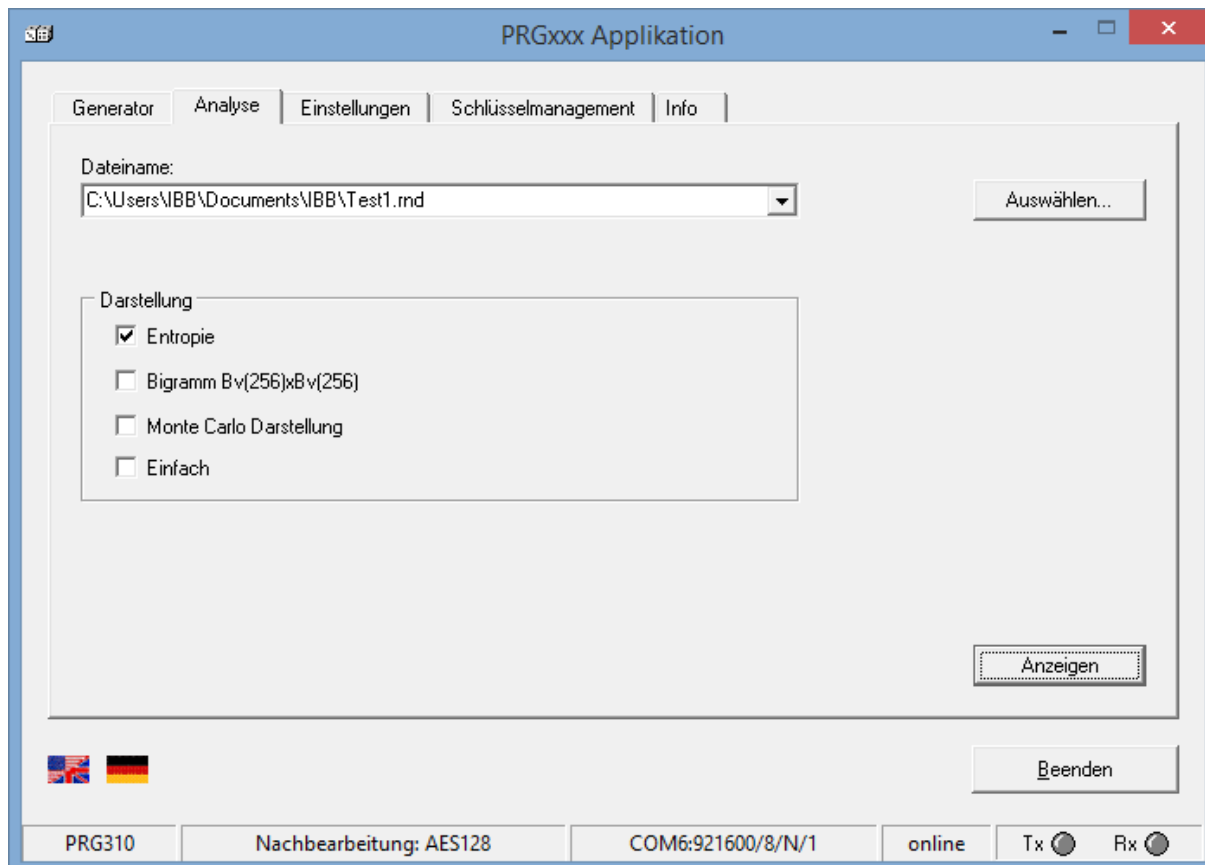 PRGxxx Applikation
Generator Analyse Einstellungen Schlüsselmanagement Info
Dateiname:
C:\Users\IBB\Documents\IBB\Test1.rnd
Auswählen...
Darstellung
Entropie
Bigramm Bv(256)xBv(256)
Monte Carlo Darstellung
Einfach
Anzeigen
Beenden
PRG310 Nachbearbeitung: AES128 COM6:921600/8/N/1 online Tx Rx